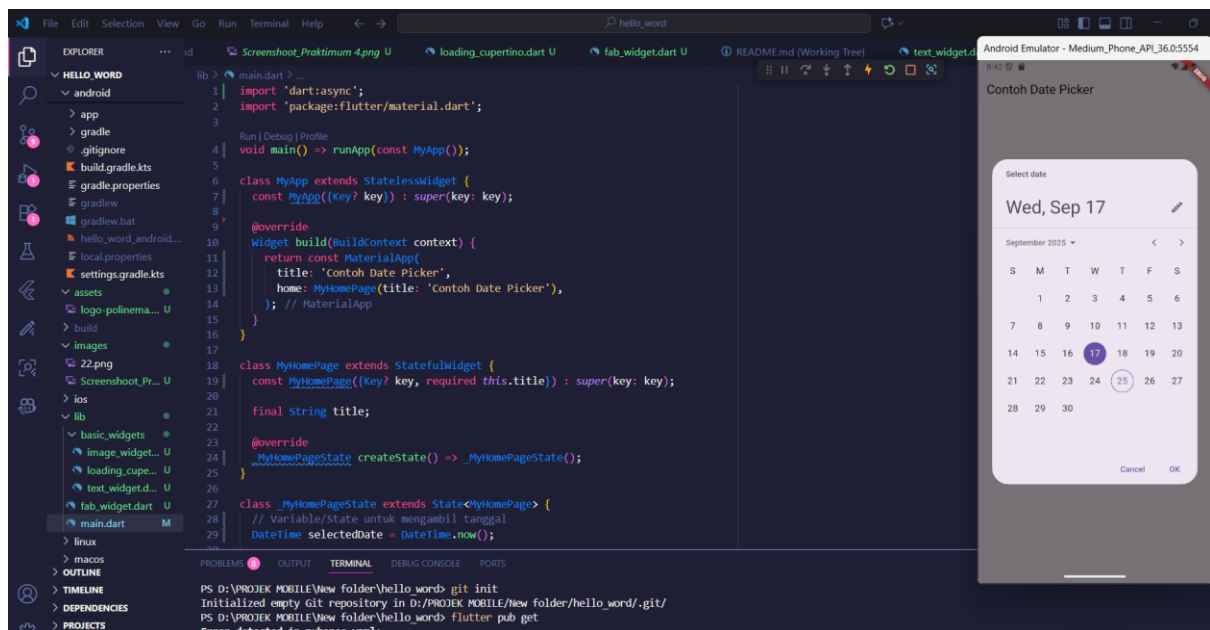 File Edit Selection View Go Run Terminal Help
hello_word
EXPLORER
Screenshoot_Praktimum 4.png U
loading_cupertino.dart U
fab_widget.dart U
README.md (Working Tree)
text_widget.d
HELLO_WORD
android
app
gradle
.gitignore
build.gradle.kts
gradle.properties
gradlew
gradlew.bat
hello_word_android....
local.properties
settings.gradle.kts
assets
logo-polinema.... U
build
images
22.png
Screenshoot_Pr... U
ios
lib
basic_widgets
image_widget... U
loading_cupe... U
text_widget.d... U
fab_widget.dart U
main.dart M
linux
macos
OUTLINE
TIMELINE
DEPENDENCIES
PROJECTS
9
1
1
lib > main.dart > ...
1 import 'dart:async';
2 import 'package:flutter/material.dart';
3
Run | Debug | Profile
4 void main() => runApp(const MyApp());
5
6 class MyApp extends StatelessWidget {
7 const MyApp({Key? key}) : super(key: key);
8
9 @override
10 Widget build(BuildContext context) {
11 return const MaterialApp(
12 title: 'Contoh Date Picker',
13 home: MyHomePage(title: 'Contoh Date Picker'),
14 ); // MaterialApp
15 }
16 }
17
18 class MyHomePage extends StatefulWidget {
19 const MyHomePage({Key? key, required this.title}) : super(key: key);
20
21 final String title;
22
23 @override
24 _MyHomePageState createState() => _MyHomePageState();
25 }
26
27 class _MyHomePageState extends State<MyHomePage> {
28 // Variable/State untuk mengambil tanggal
29 DateTime selectedDate = DateTime.now();
PROBLEMS 8 OUTPUT TERMINAL DEBUG CONSOLE PORTS
PS D:\PROJEK MOBILE\New folder\hello_word> git init
Initialized empty Git repository in D:/PROJEK MOBILE/New folder/hello_word/.git/
PS D:\PROJEK MOBILE\New folder\hello_word> flutter pub get
Android Emulator - Medium_Phone_API_36.0:5554
8:42
DEBUG
Contoh Date Picker
Select date
Wed, Sep 17
September 2025
S M T W T F S
1 2 3 4 5 6
7 8 9 10 11 12 13
14 15 16 17 18 19 20
21 22 23 24 25 26 27
28 29 30
Cancel OK